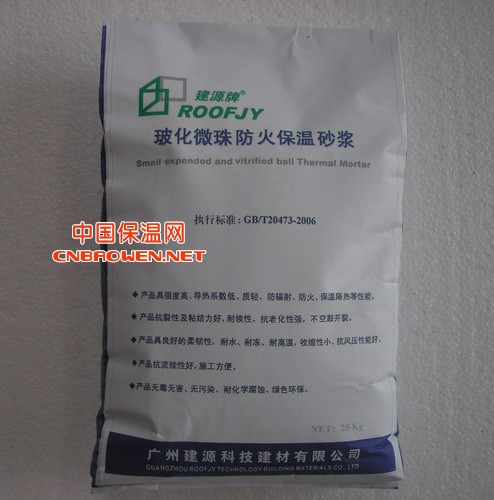 建源牌®
ROOFJY
玻化微珠防火保温砂浆
Small expended and vitrified ball Thermal Mortar
执行标准：GB/T20473-2006
中国保温网
CNBAOWEN.NET
◆产品具强度高、导热系数低、质轻、防辐射、防火、保温隔热等性能。
◆产品抗裂性及粘结力好、耐候性、抗老化性强，不空鼓开裂。
◆产品具良好的柔韧性，耐水、耐冻、耐高温，收缩性小、抗风压性能好。
◆产品抗流挂性好，施工方便。
◆产品无毒无害、无污染、耐化学腐蚀、绿色环保。
NET: 25 Kg
广州建源科技建材有限公司
GUANGZHOU ROOFJY TECHNOLOGY BUILDING MATERIALS CO., LTD